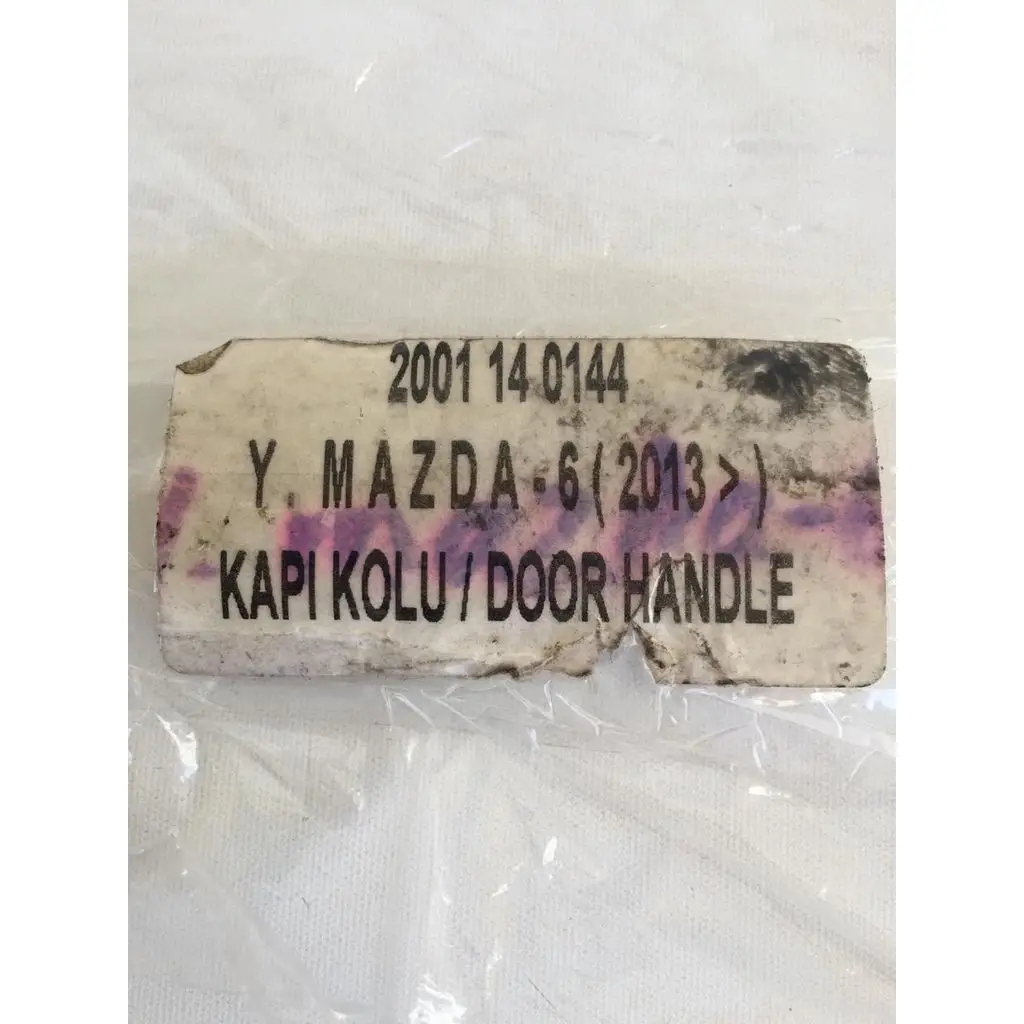 2001 14 0144
Y. MAZDA-6 (2013>)
KAPI KOLU / DOOR HANDLE